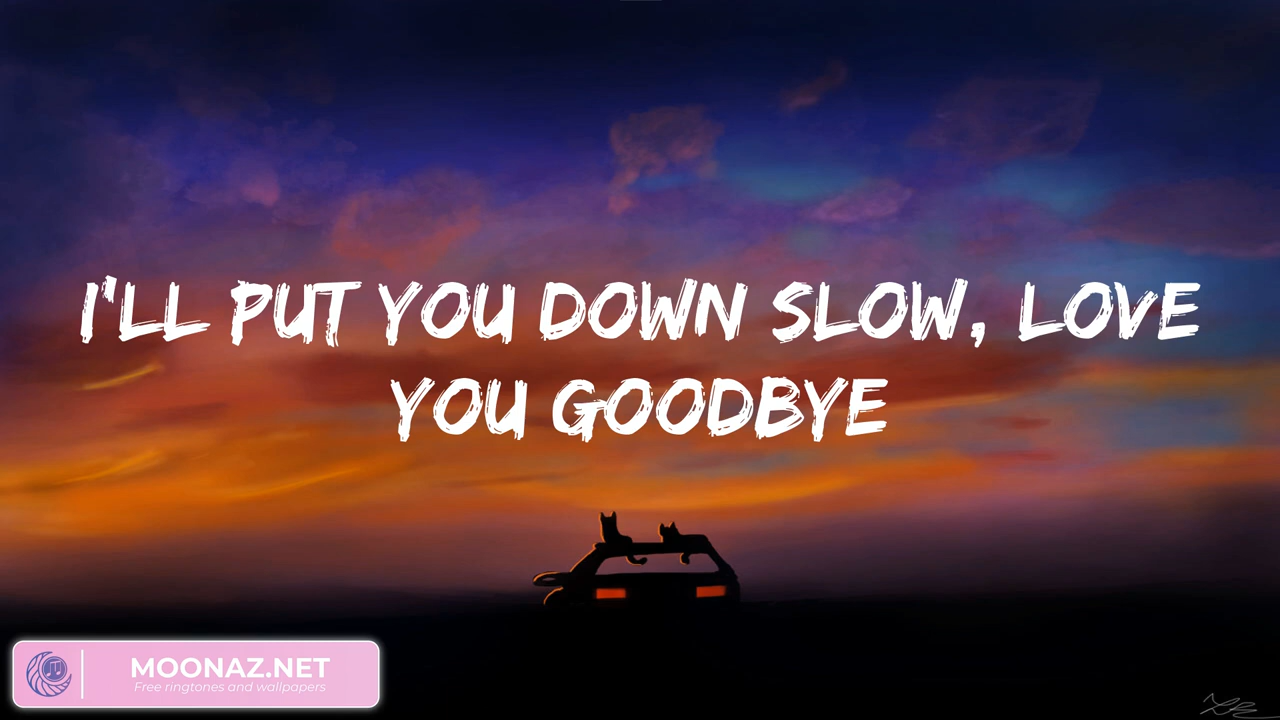 I'LL PUT YOU DOWN SLOW, LOVE
YOU GOODBYE
MOONAZ.NET
Free ringtones and wallpapers